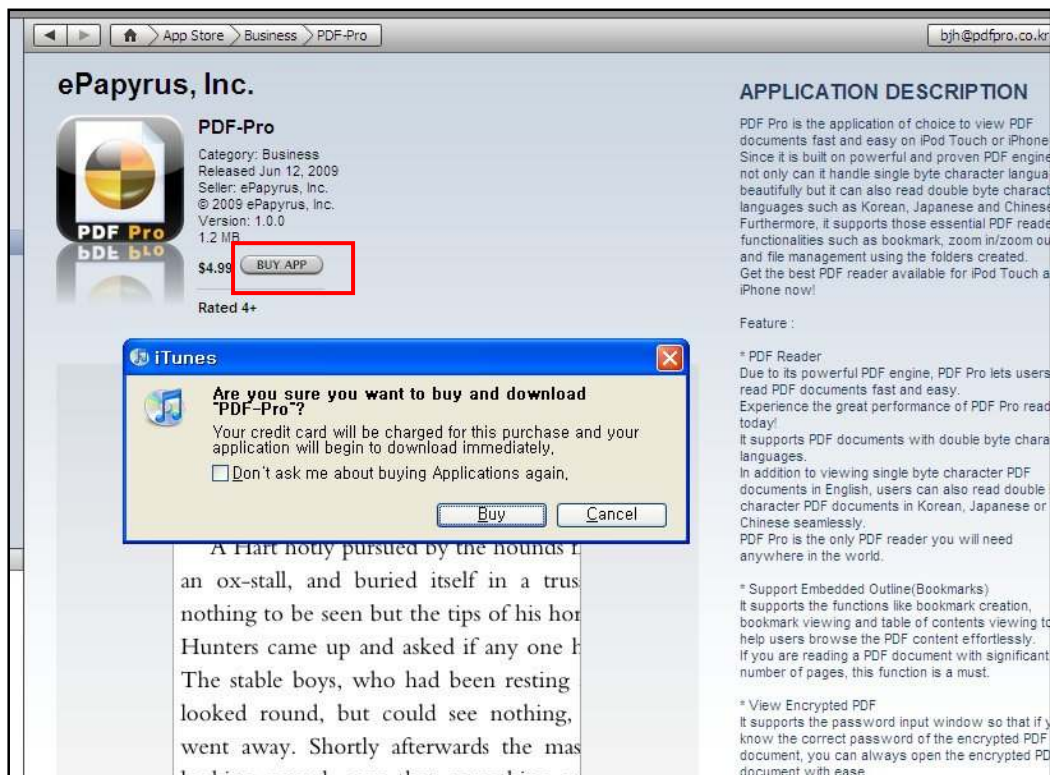 App Store
Business
PDF-Pro
bjh@pdfpro.co.kr
ePapyrus, Inc.
PDF Pro
PDF-Pro
Category: Business
Released Jun 12, 2009
Seller: ePapyrus, Inc.
© 2009 ePapyrus, Inc.
Version: 1.0.0
1.2 MB
$4.99
BUY APP
Rated 4+
iTunes
Are you sure you want to buy and download
"PDF-Pro"?
Your credit card will be charged for this purchase and your
application will begin to download immediately.
Don't ask me about buying Applications again.
Buy
Cancel
A Hart hotly pursued by the hounds
an ox-stall, and buried itself in a trus
nothing to be seen but the tips of his hor
Hunters came up and asked if any one h
The stable boys, who had been resting
looked round, but could see nothing,
went away. Shortly afterwards the mas
APPLICATION DESCRIPTION
PDF Pro is the application of choice to view PDF
documents fast and easy on iPod Touch or iPhone
Since it is built on powerful and proven PDF engine
not only can it handle single byte character langua
beautifully but it can also read double byte charact
languages such as Korean, Japanese and Chinese
Furthermore, it supports those essential PDF reade
functionalities such as bookmark, zoom in/zoom ou
and file management using the folders created.
Get the best PDF reader available for iPod Touch a
iPhone now!
Feature :
* PDF Reader
Due to its powerful PDF engine, PDF Pro lets users
read PDF documents fast and easy.
Experience the great performance of PDF Pro read
today!
It supports PDF documents with double byte chara
languages.
In addition to viewing single byte character PDF
documents in English, users can also read double
character PDF documents in Korean, Japanese or
Chinese seamlessly.
PDF Pro is the only PDF reader you will need
anywhere in the world.
* Support Embedded Outline(Bookmarks)
It supports the functions like bookmark creation,
bookmark viewing and table of contents viewing to
help users browse the PDF content effortlessly.
If you are reading a PDF document with significant
number of pages, this function is a must.
* View Encrypted PDF
It supports the password input window so that if y
know the correct password of the encrypted PDF
document, you can always open the encrypted PD
document with ease